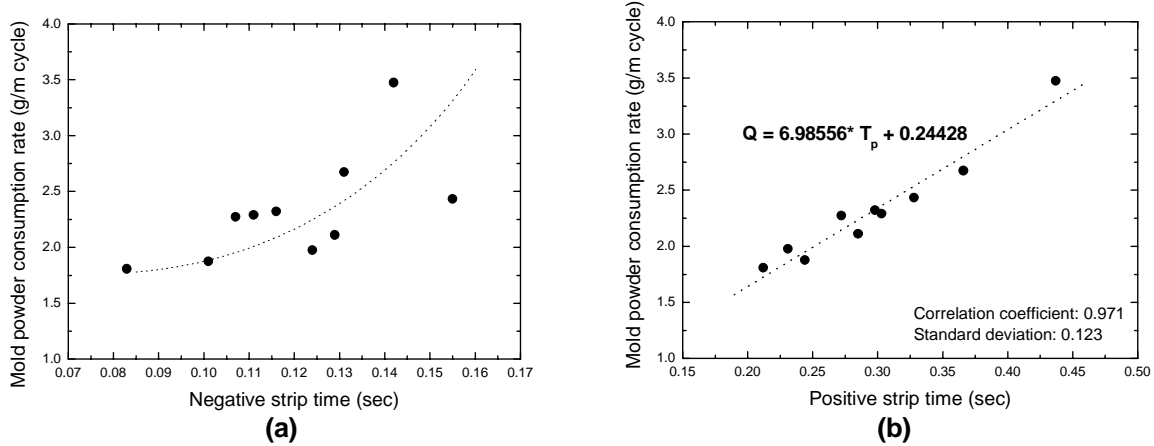 Mold powder consumption rate (g/m cycle)
4.0
3.5
3.0
2.5
2.0
1.5
1.0
0.07 0.08 0.09 0.10 0.11 0.12 0.13 0.14 0.15 0.16 0.17
Negative strip time (sec)
(a)
Mold powder consumption rate (g/m cycle)
4.0
3.5
3.0
2.5
2.0
1.5
1.0
Q = 6.98556* Tp + 0.24428
Correlation coefficient: 0.971
Standard deviation: 0.123
0.15 0.20 0.25 0.30 0.35 0.40 0.45 0.50
Positive strip time (sec)
(b)